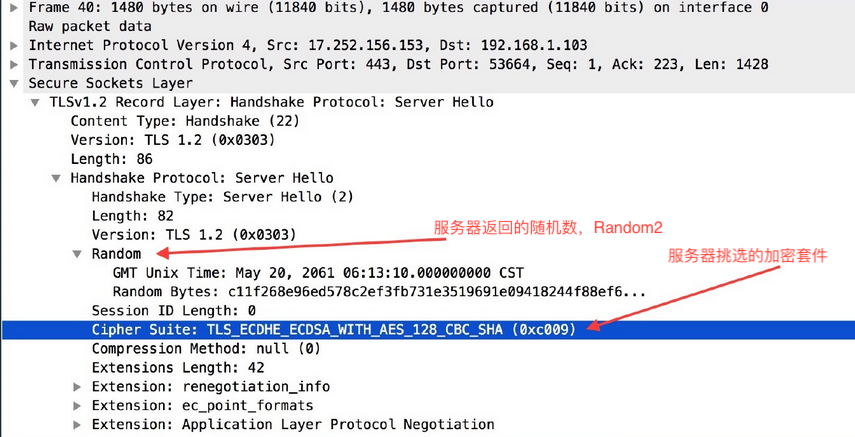 Frame 40: 1480 bytes on wire (11840 bits), 1480 bytes captured (11840 bits) on interface 0
Raw packet data
Internet Protocol Version 4, Src: 17.252.156.153, Dst: 192.168.1.103
Transmission Control Protocol, Src Port: 443, Dst Port: 53664, Seq: 1, Ack: 223, Len: 1428
Secure Sockets Layer
TLSv1.2 Record Layer: Handshake Protocol: Server Hello
Content Type: Handshake (22)
Version: TLS 1.2 (0x0303)
Length: 86
Handshake Protocol: Server Hello
Handshake Type: Server Hello (2)
Length: 82
Version: TLS 1.2 (0x0303)
服务器返回的随机数，Random2
Random
服务器挑选的加密套件
GMT Unix Time: May 20, 2061 06:13:10.000000000 CST
Random Bytes: c11f268e96ed578c2ef3fb731e3519691e09418244f88ef6...
Session ID Length: 0
Cipher Suite: TLS_ECDHE_ECDSA_WITH_AES_128_CBC_SHA (0xc009)
Compression Method: null (0)
Extensions Length: 42
Extension: renegotiation_info
Extension: ec_point_formats
Extension: Application Layer Protocol Negotiation